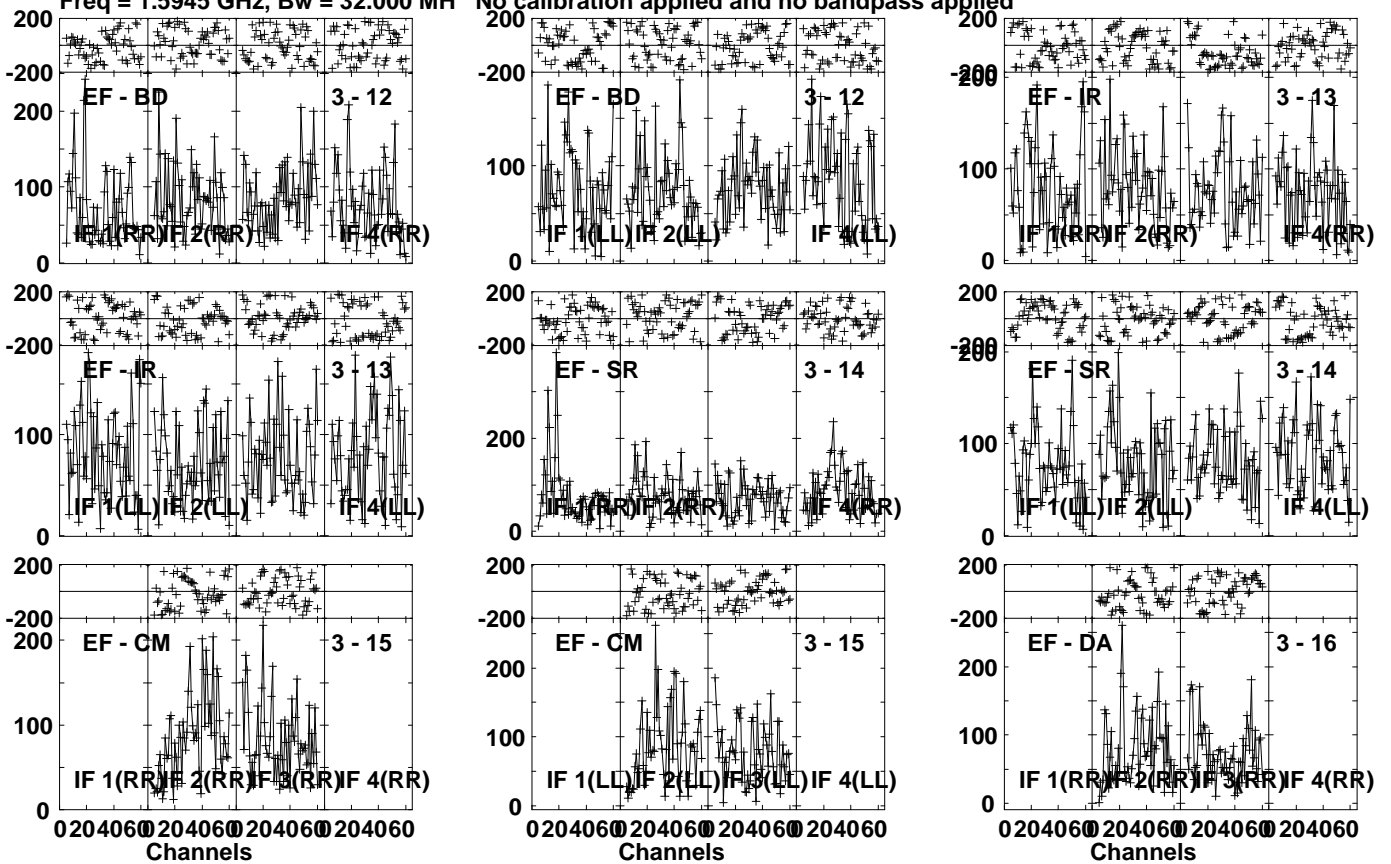 Freq = 1.5945 GHz, Bw = 32.000 MH No calibration applied and no bandpass applied
200 200 200
-200 -200 -200
200 200 200
EF - BD 3 - 12 EF - BD 3 - 12 EF - IR 3 - 13
100 100 100
IF 1(RR) IF 2(RR) IF 4(RR) IF 1(LL) IF 2(LL) IF 4(LL) IF 1(RR) IF 2(RR) IF 4(RR)
0 0 0
200 200 200
-200 -200 -200
200
EF - IR 3 - 13 EF - SR 3 - 14 EF - SR 3 - 14
100 200 100
IF 1(LL) IF 2(LL) IF 4(LL) IF 1(RR) IF 2(RR) IF 4(RR) IF 1(LL) IF 2(LL) IF 4(LL)
0 0 0
200 200 200
-200 -200 -200
EF - CM 3 - 15 EF - CM 3 - 15 EF - DA 3 - 16
200 200 200
100 100 100
IF 1(RR) IF 2(RR) IF 3(RR) IF 4(RR) IF 1(LL) IF 2(LL) IF 3(LL) IF 4(LL) IF 1(RR) IF 2(RR) IF 3(RR) IF 4(RR)
0 0 0
0 20 40 60 0 20 40 60 0 20 40 60 0 20 40 60 0 20 40 60 0 20 40 60 0 20 40 60 0 20 40 60 0 20 40 60 0 20 40 60 0 20 40 60 0 20 40 60
Channels Channels Channels